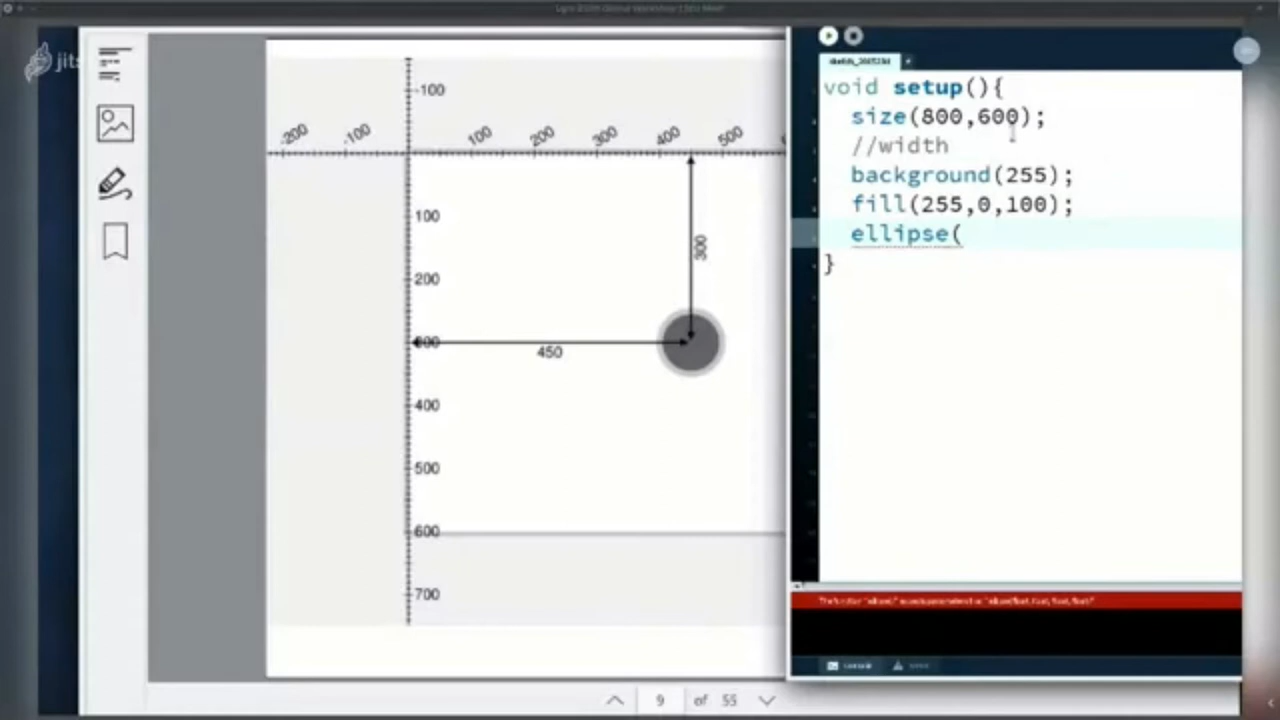 jits
-100
-200 -100 100 200 300 400 500
100
200
300
400
500
600
700
300
450
9 of 55
void setup(){
size(800,600);
//width
background(255);
fill(255,0,100);
ellipse(
}